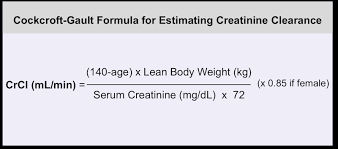 Cockcroft-Gault Formula for Estimating Creatinine Clearance
(140-age) x Lean Body Weight (kg)
CrCl (mL/min) = (x 0.85 if female)
Serum Creatinine (mg/dL) x 72